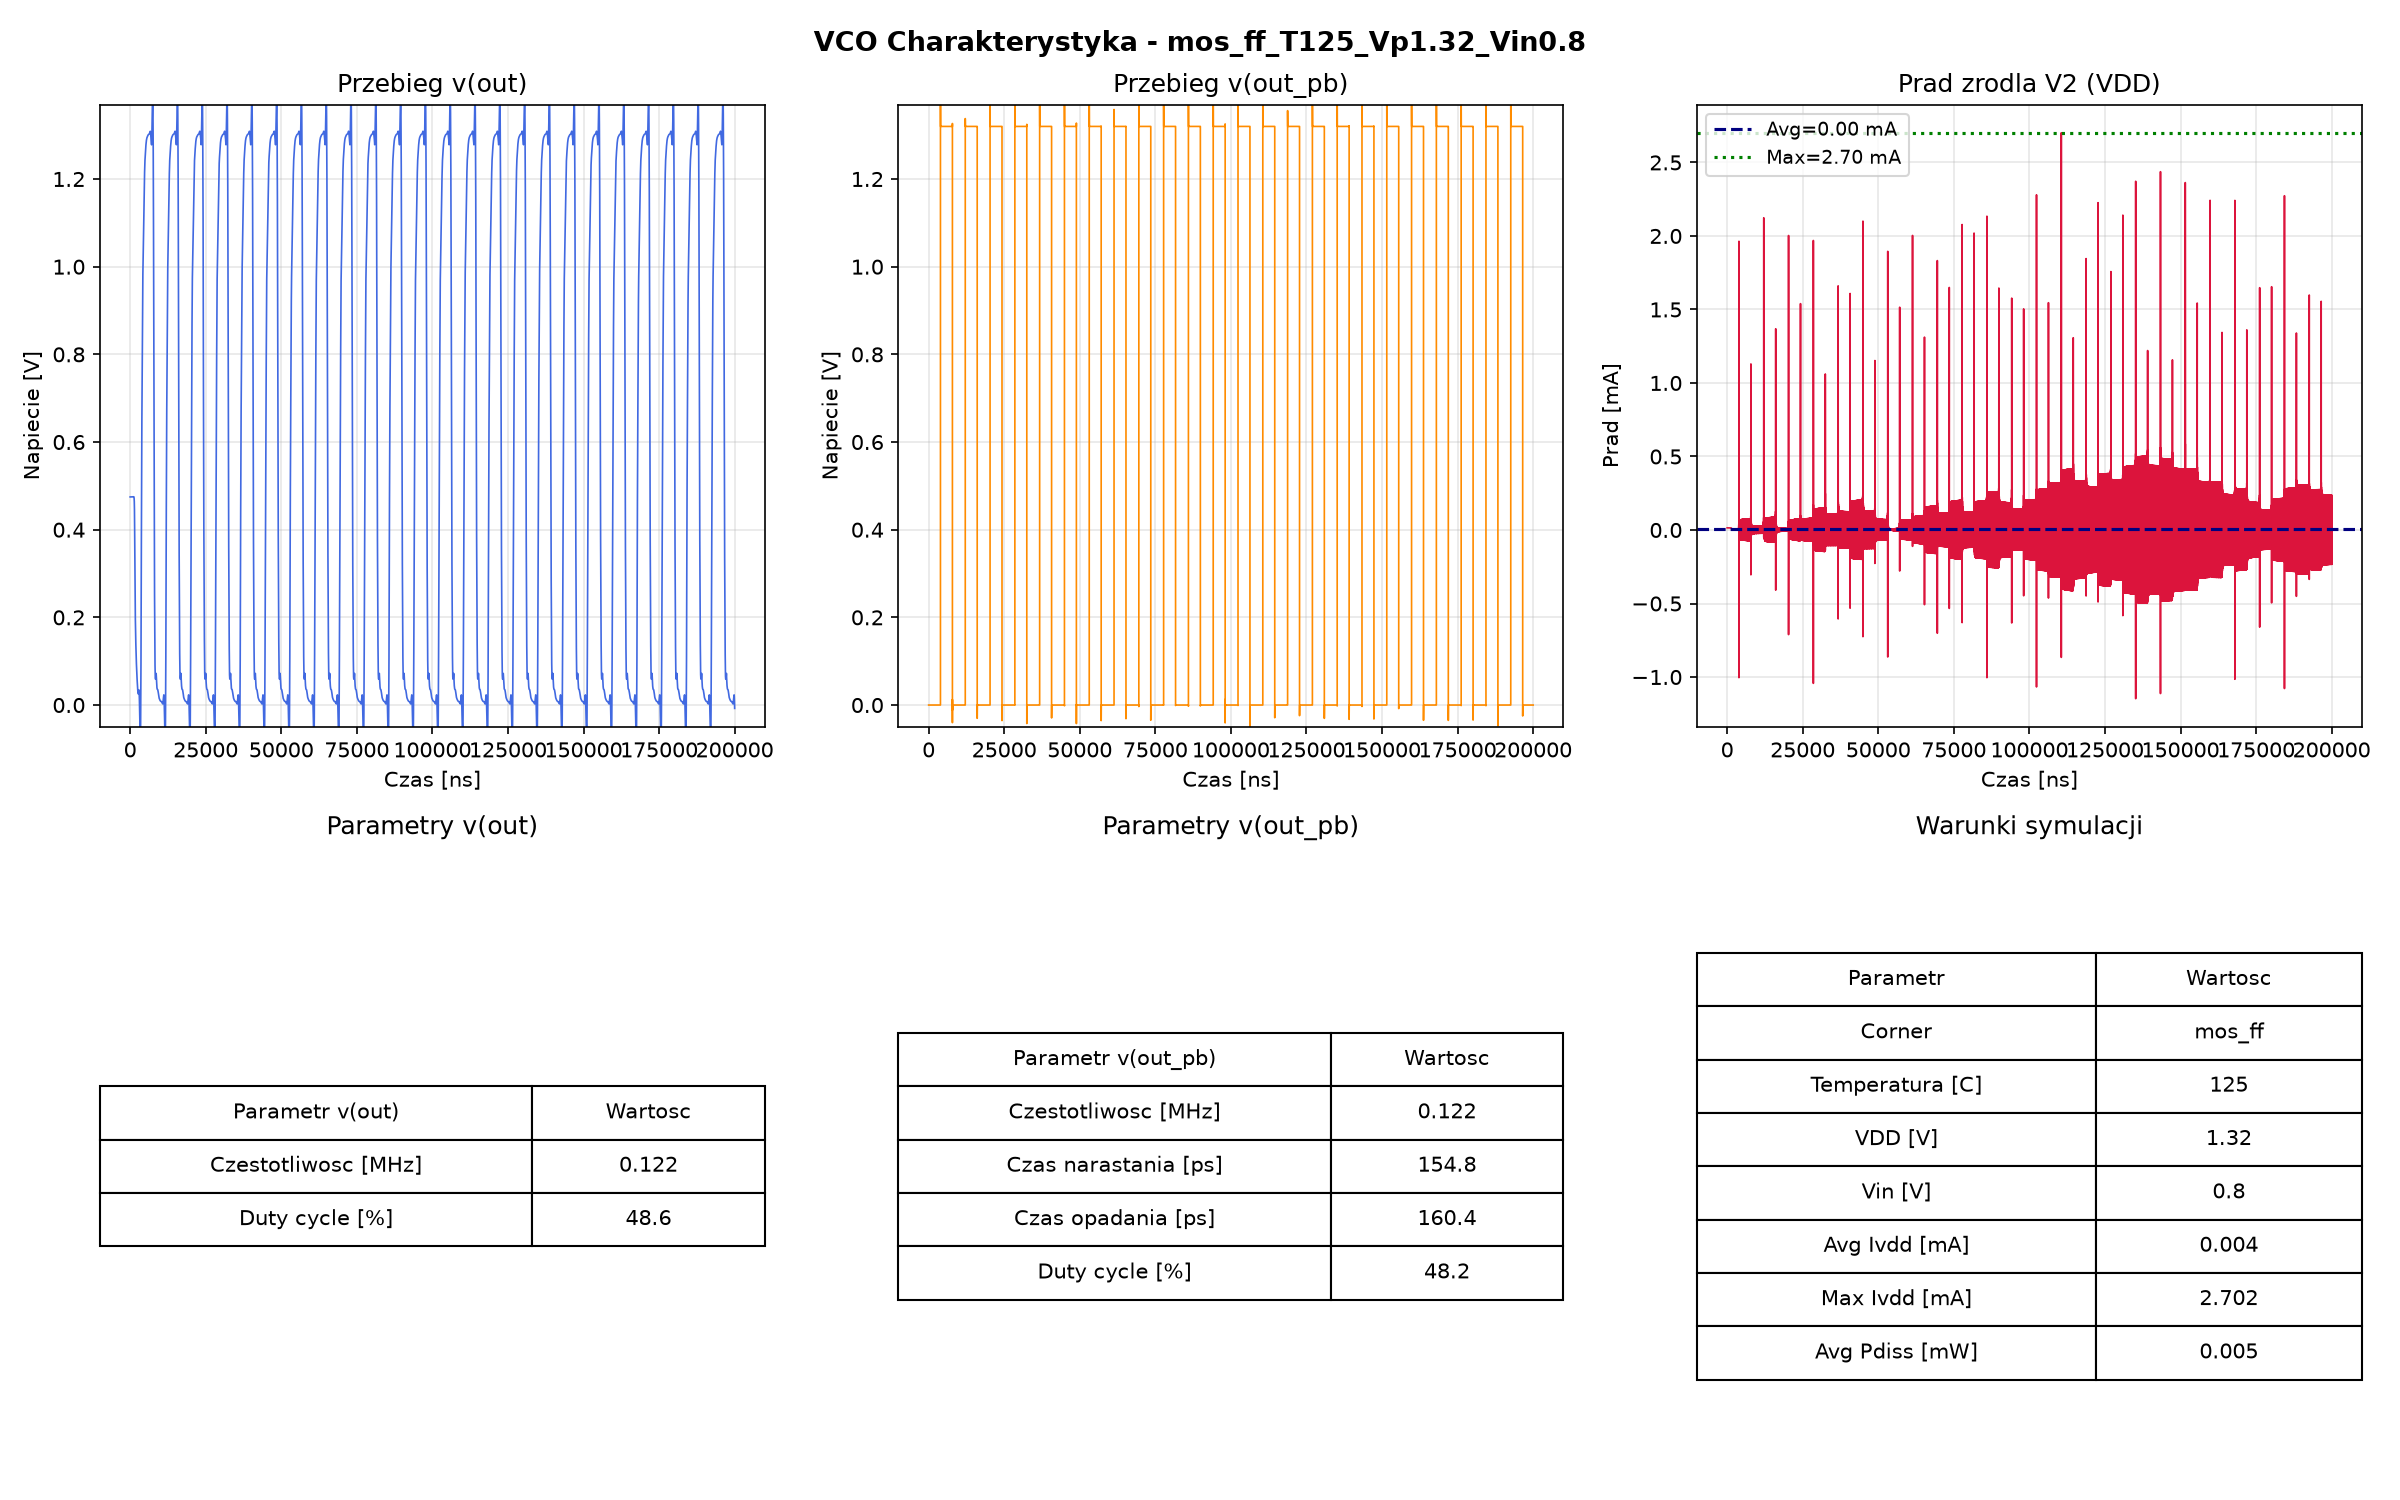 VCO Charakterystyka - mos_ff_T125_Vp1.32_Vin0.8
Przebieg v(out)
Napiecie [V]
1.2
1.0
0.8
0.6
0.4
0.2
0.0
0 25000 50000 75000 100000 125000 150000 175000 200000
Czas [ns]
Przebieg v(out_pb)
Napiecie [V]
1.2
1.0
0.8
0.6
0.4
0.2
0.0
0 25000 50000 75000 100000 125000 150000 175000 200000
Czas [ns]
Prad zrodla V2 (VDD)
Avg=0.00 mA
Max=2.70 mA
Prad [mA]
2.5
2.0
1.5
1.0
0.5
0.0
−0.5
−1.0
0 25000 50000 75000 100000 125000 150000 175000 200000
Czas [ns]
Parametry v(out)
Parametr v(out) Wartosc
Czestotliwosc [MHz] 0.122
Duty cycle [%] 48.6
Parametry v(out_pb)
Parametr v(out_pb) Wartosc
Czestotliwosc [MHz] 0.122
Czas narastania [ps] 154.8
Czas opadania [ps] 160.4
Duty cycle [%] 48.2
Warunki symulacji
Parametr Wartosc
Corner mos_ff
Temperatura [C] 125
VDD [V] 1.32
Vin [V] 0.8
Avg Ivdd [mA] 0.004
Max Ivdd [mA] 2.702
Avg Pdiss [mW] 0.005